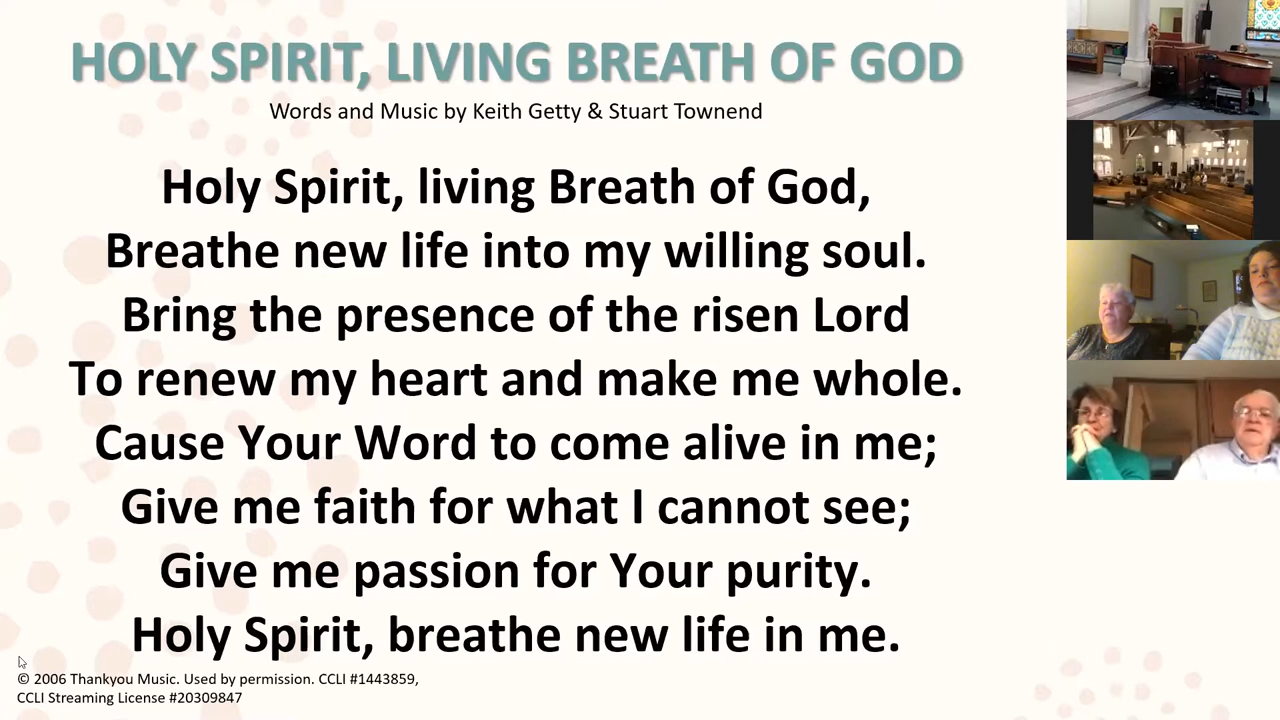 HOLY SPIRIT, LIVING BREATH OF GOD
Words and Music by Keith Getty & Stuart Townend
Holy Spirit, living Breath of God,
Breathe new life into my willing soul.
Bring the presence of the risen Lord
To renew my heart and make me whole.
Cause Your Word to come alive in me;
Give me faith for what I cannot see;
Give me passion for Your purity.
Holy Spirit, breathe new life in me.
© 2006 Thankyou Music. Used by permission. CCLI #1443859,
CCLI Streaming License #20309847